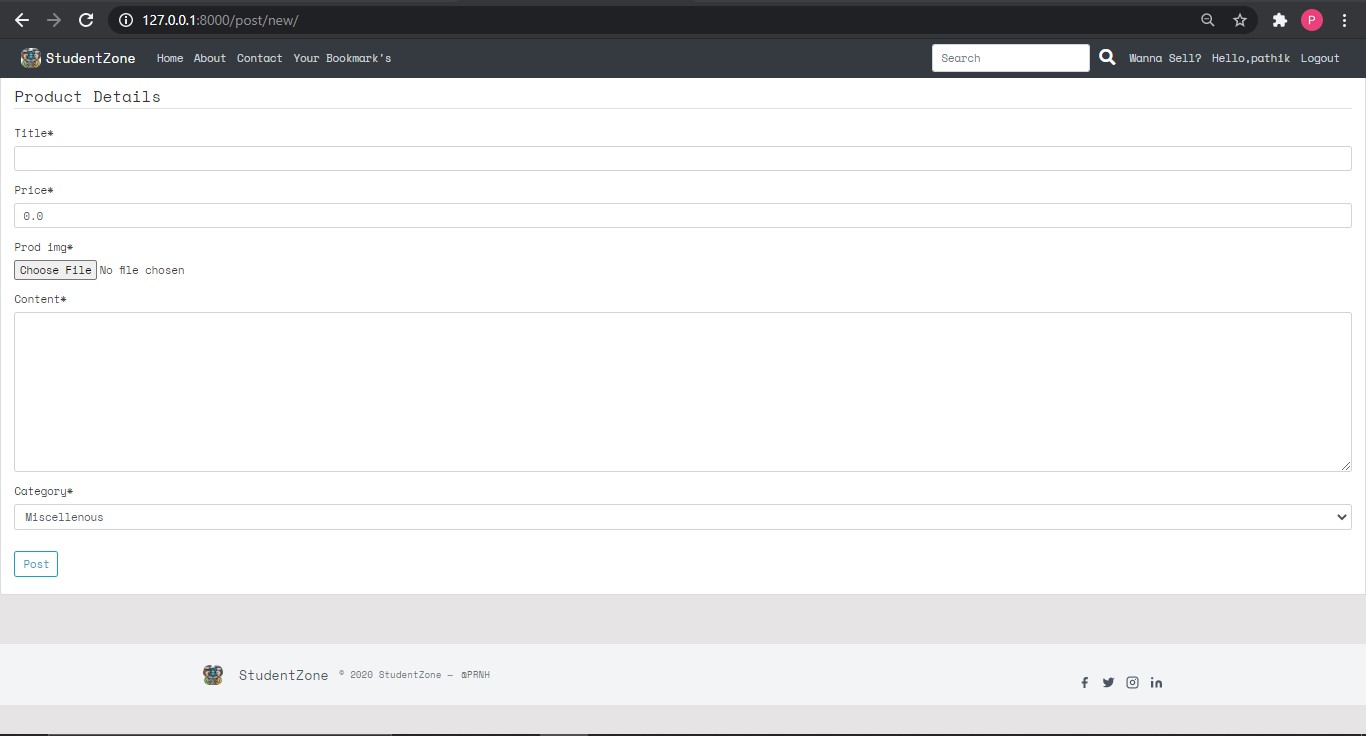 127.0.0.1:8000/post/new/
P
StudentZone Home About Contact Your Bookmark's Search Wanna Sell? Hello,pathik Logout
Product Details
Title*
Price*
0.0
Prod img*
Choose File No file chosen
Content*
Category*
Miscellenous
Post
StudentZone © 2020 StudentZone — @PRNH